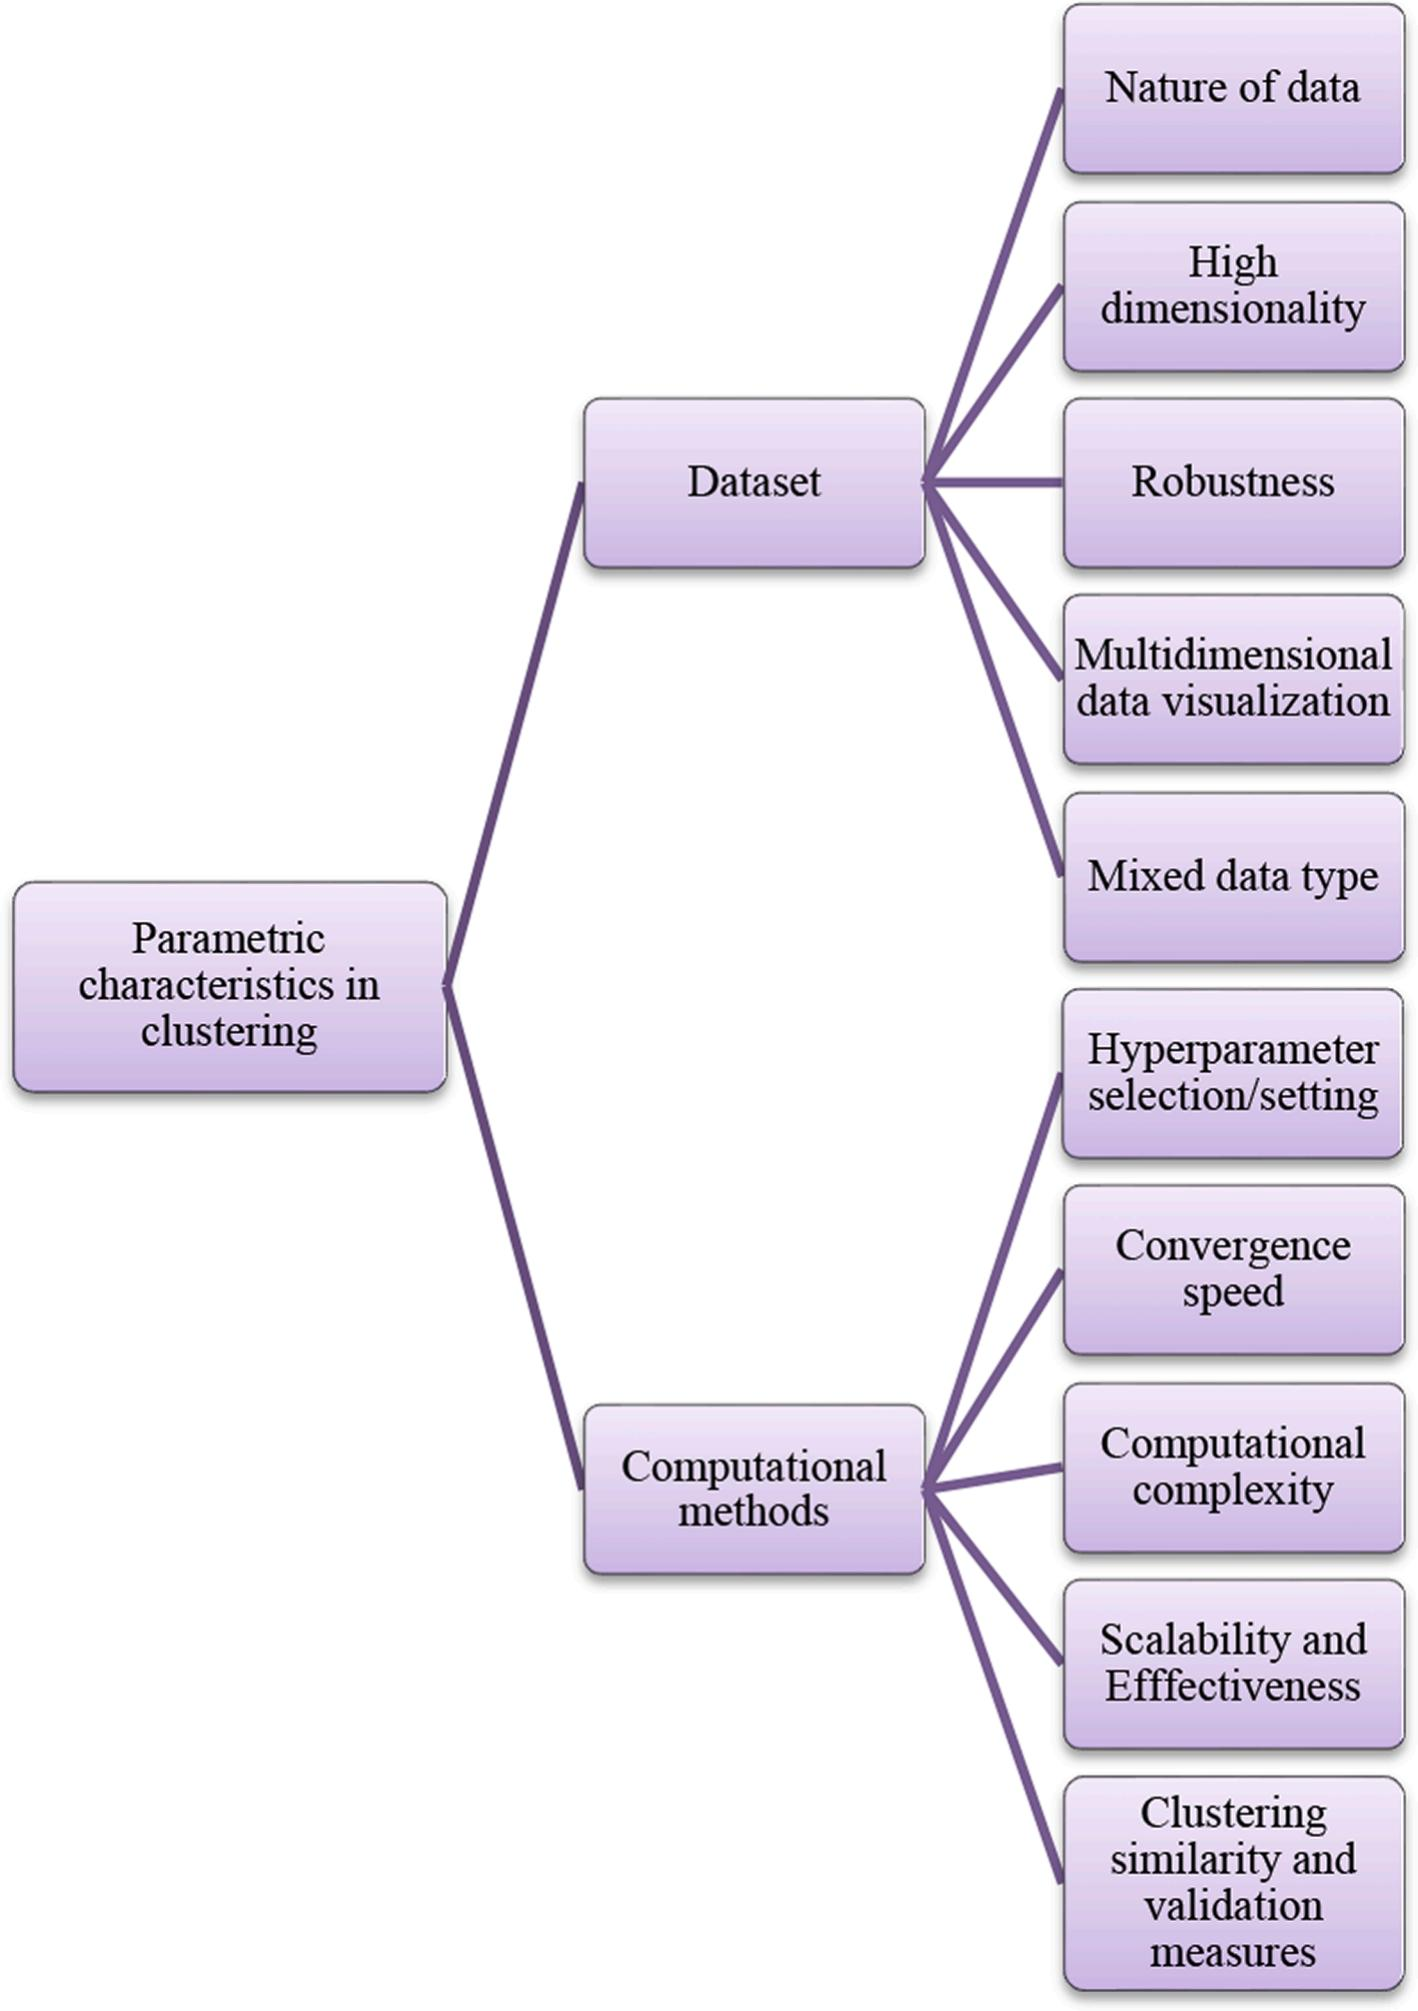 Nature of data
High
dimensionality
Dataset
Robustness
Multidimensional
data visualization
Mixed data type
Parametric
characteristics in
clustering
Hyperparameter
selection/setting
Convergence
speed
Computational
methods
Computational
complexity
Scalability and
Efffectiveness
Clustering
similarity and
validation
measures